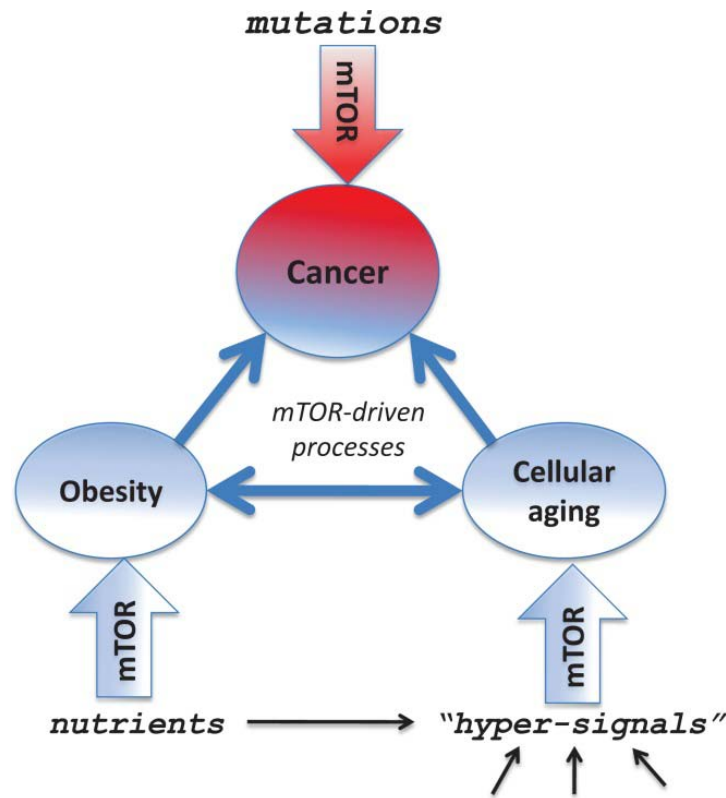 mutations
mTOR
Cancer
mTOR-driven
processes
Obesity
Cellular
aging
mTOR
mTOR
nutrients
“hyper-signals”